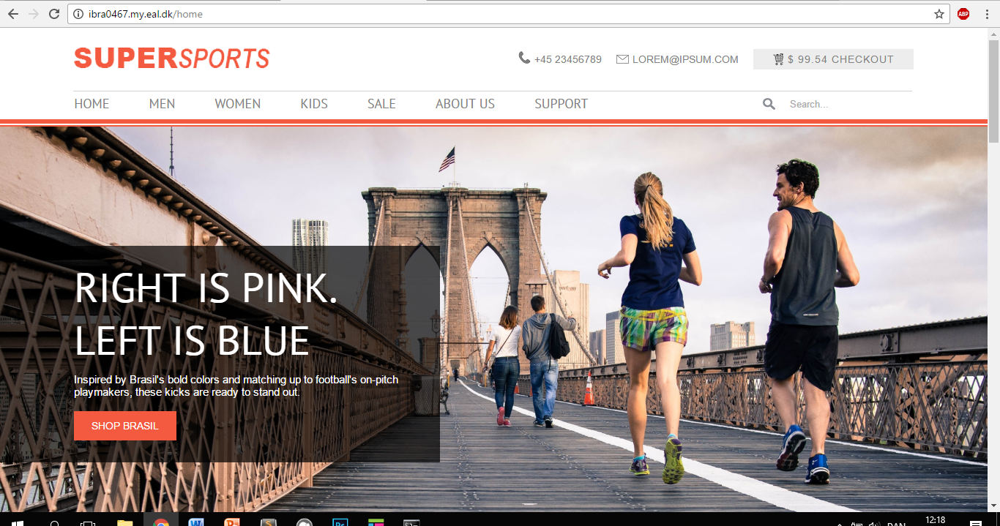 ibra0467.my.eal.dk/home
ABP
SUPERSPORTS
+45 23456789
LOREM@IPSUM.COM
$ 99.54 CHECKOUT
HOME MEN WOMEN KIDS SALE ABOUT US SUPPORT
Search...
RIGHT IS PINK.
LEFT IS BLUE
Inspired by Brasil's bold colors and matching up to football's on-pitch
playmakers, these kicks are ready to stand out.
SHOP BRASIL
12:18
DAN